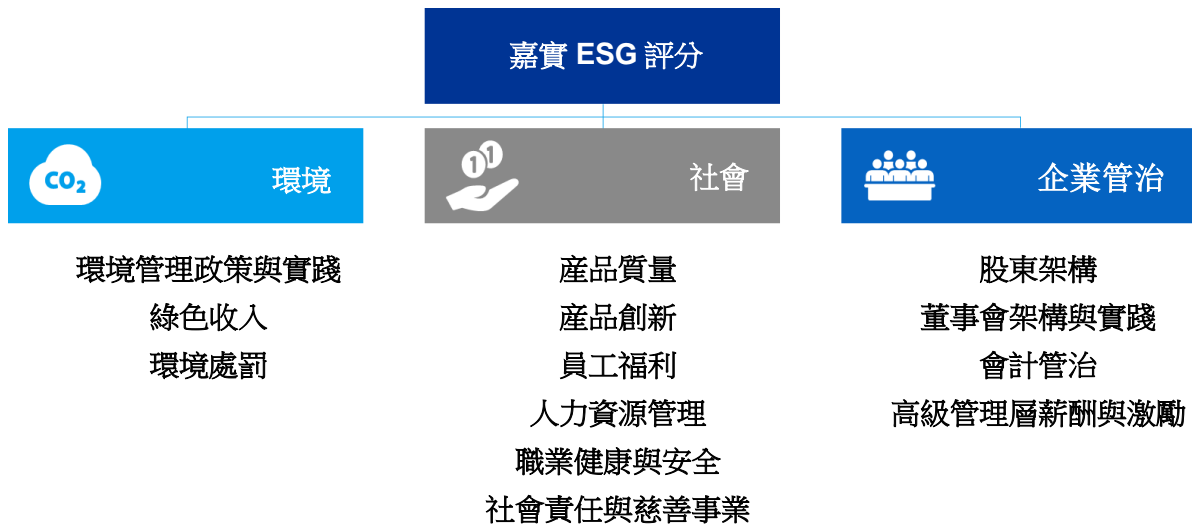 嘉實 ESG 評分
CO₂
環境
環境管理政策與實踐
綠色收入
環境處罰
1 1
社會
産品質量
産品創新
員工福利
人力資源管理
職業健康與安全
社會責任與慈善事業
企業管治
股東架構
董事會架構與實踐
會計管治
高級管理層薪酬與激勵